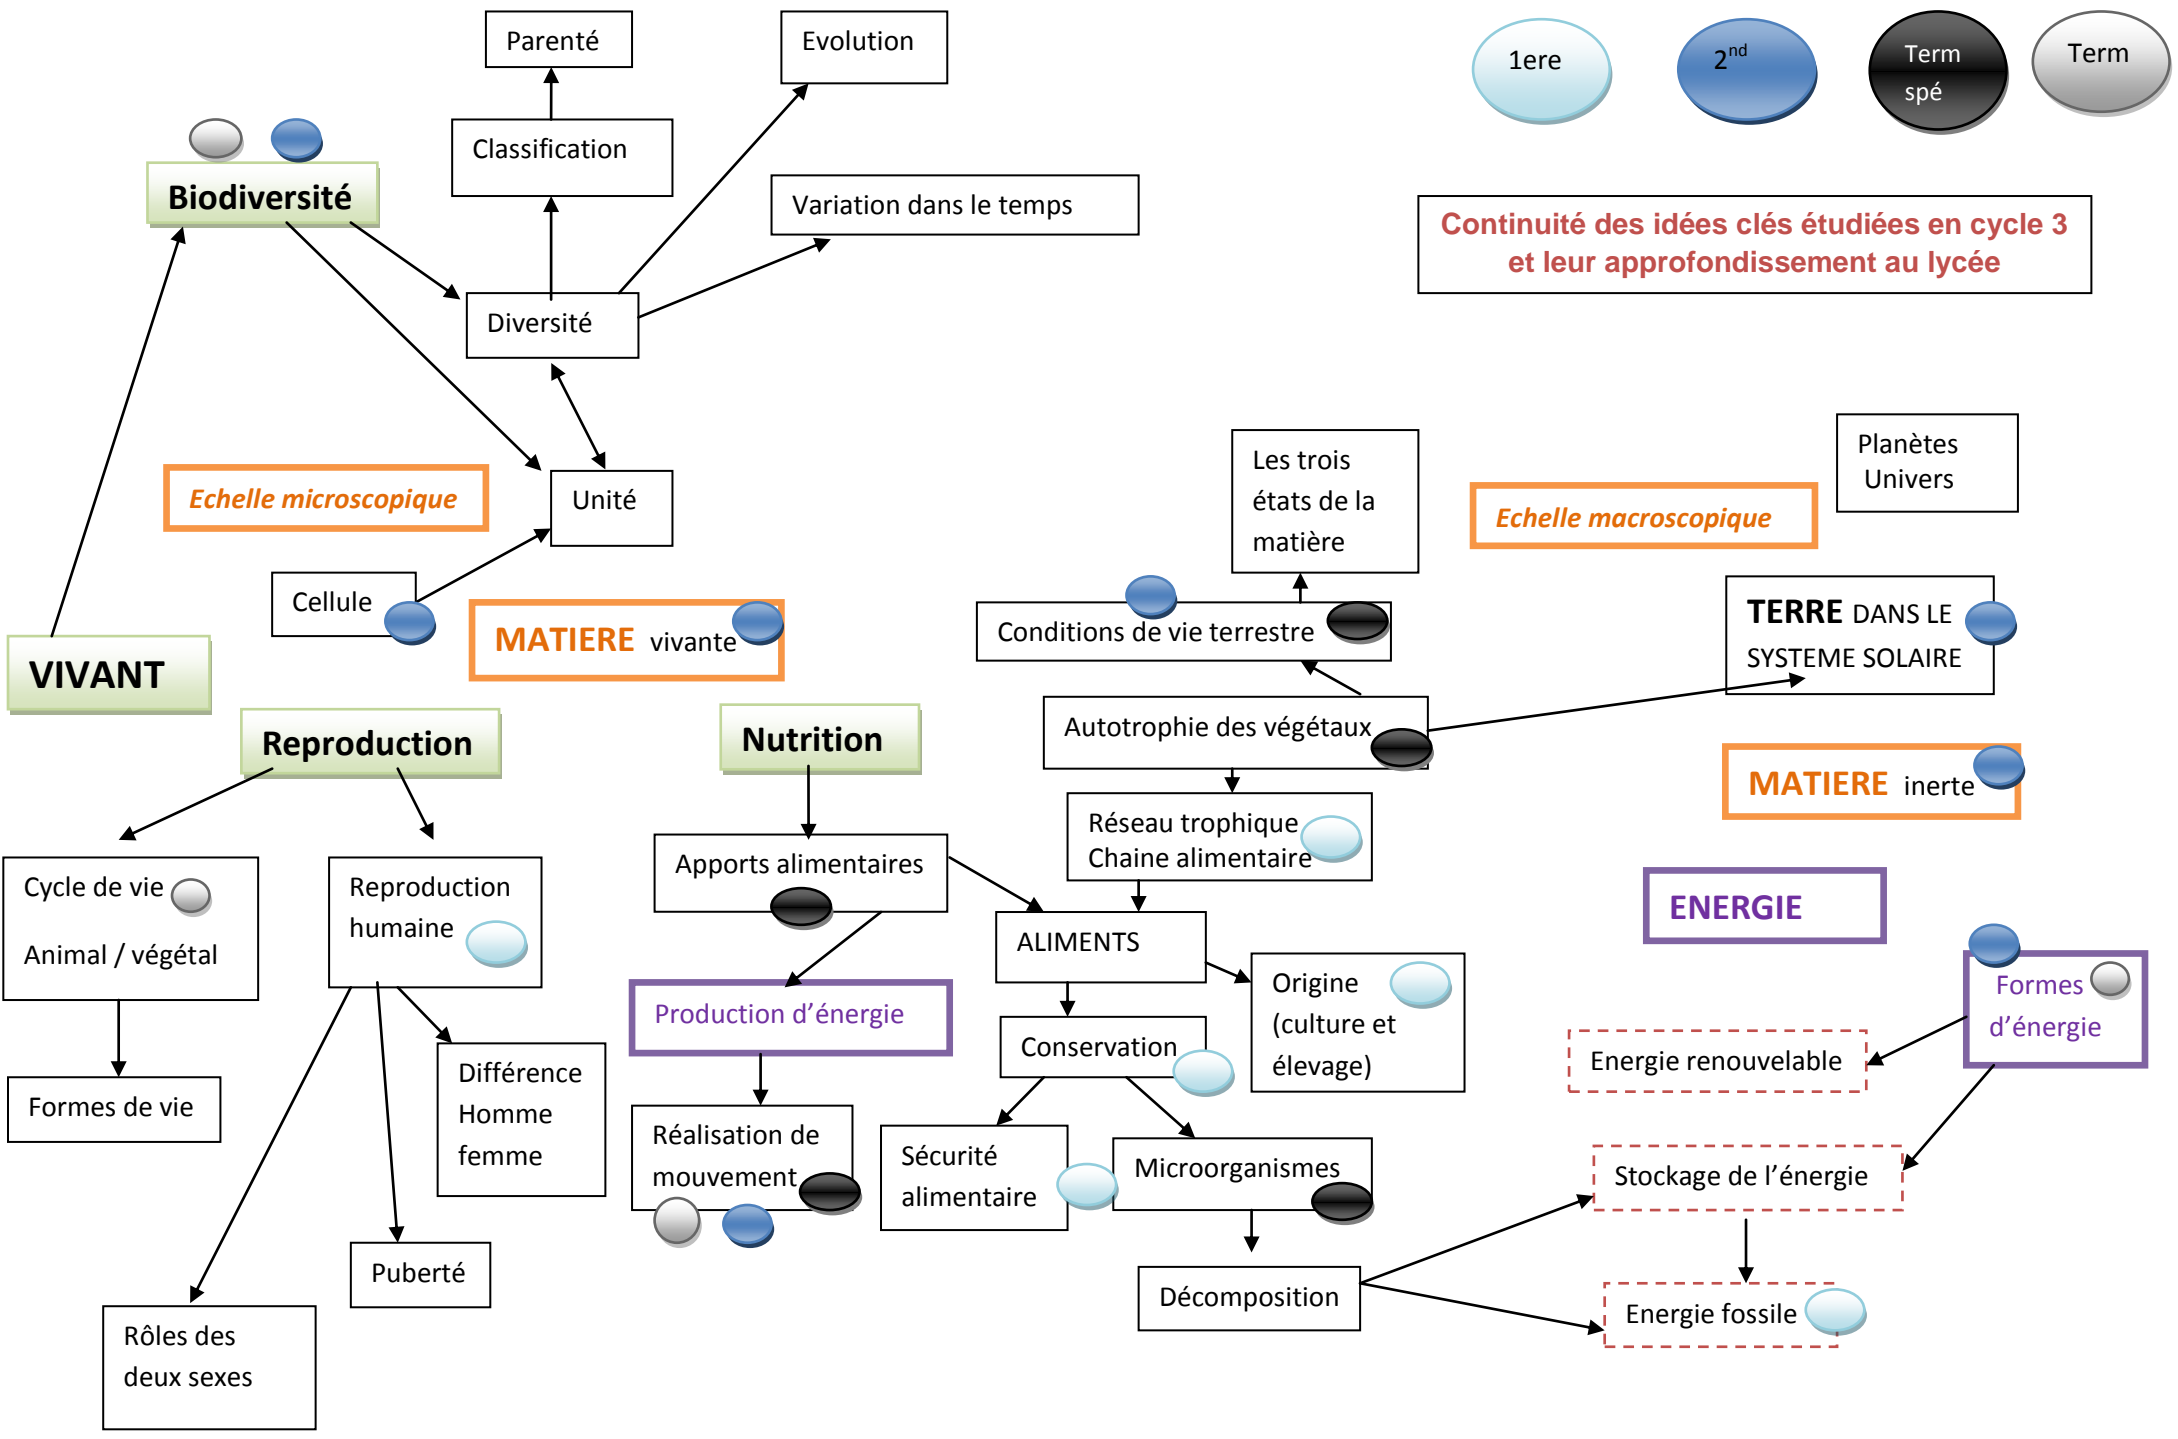 Parenté
Evolution
1ere
2nd
Term
spé
Term
Classification
Biodiversité
Variation dans le temps
Continuité des idées clés étudiées en cycle 3
et leur approfondissement au lycée
Diversité
Echelle microscopique
Unité
Les trois
états de la
matière
Echelle macroscopique
Planètes
Univers
Cellule
MATIERE vivante
Conditions de vie terrestre
TERRE DANS LE
SYSTEME SOLAIRE
VIVANT
Reproduction
Nutrition
Autotrophie des végétaux
MATIERE inerte
Réseau trophique
Chaine alimentaire
Cycle de vie
Animal / végétal
Reproduction
humaine
Apports alimentaires
ALIMENTS
ENERGIE
Origine
(culture et
élevage)
Formes
d’énergie
Production d’énergie
Conservation
Energie renouvelable
Formes de vie
Différence
Homme
femme
Réalisation de
mouvement
Sécurité
alimentaire
Microorganismes
Stockage de l’énergie
Puberté
Décomposition
Energie fossile
Rôles des
deux sexes